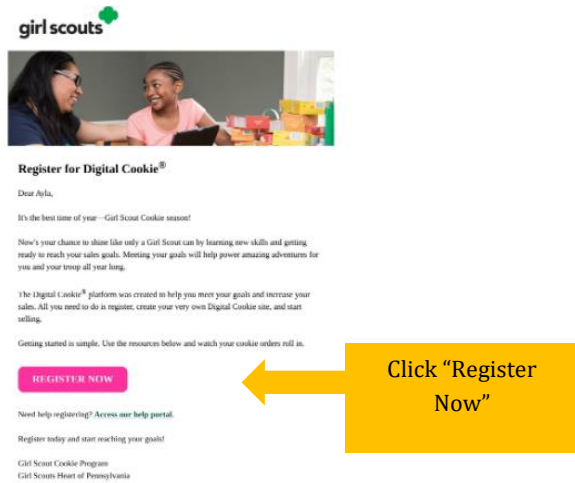 girl scouts
Register for Digital Cookie®
Dear Ayla,
It's the best time of year—Girl Scout Cookie season!
Now's your chance to shine like only a Girl Scout can by learning new skills and getting
ready to reach your sales goals. Meeting your goals will help power amazing adventures for
you and your troop all year long.
The Digital Cookie® platform was created to help you meet your goals and increase your
sales. All you need to do is register, create your very own Digital Cookie site, and start
selling.
Getting started is simple. Use the resources below and watch your cookie orders roll in.
REGISTER NOW
Click “Register
Now”
Need help registering? Access our help portal.
Register today and start reaching your goals!
Girl Scout Cookie Program
Girl Scouts Heart of Pennsylvania